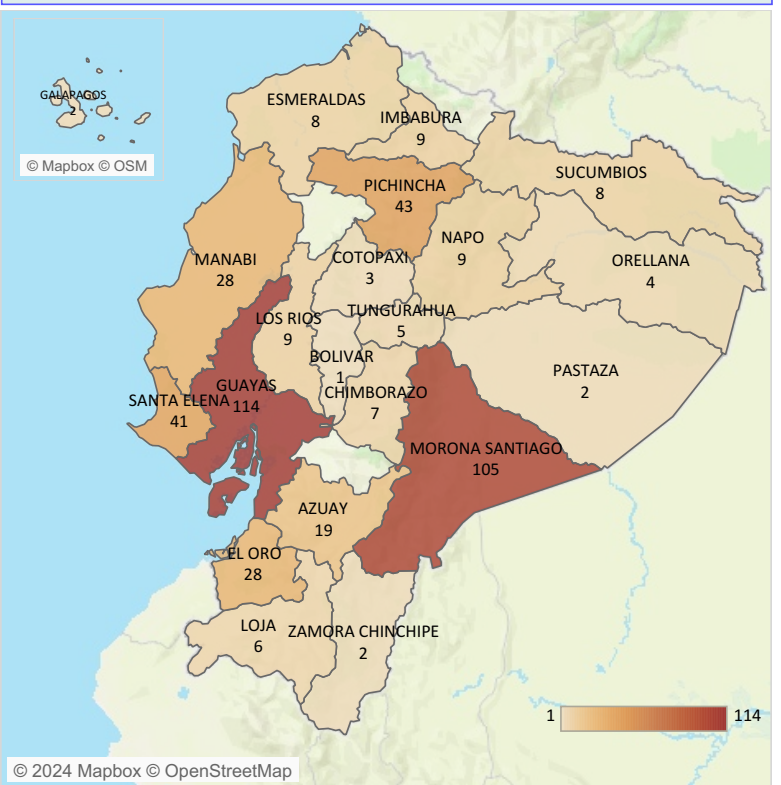 GALAPAGOS
2
© Mapbox © OSM
ESMERALDAS
8
IMBABURA
9
PICHINCHA
43
SUCUMBIOS
8
MANABI
28
COTOPAXI
3
NAPO
9
ORELLANA
4
LOS RIOS
9
TUNGURAHUA
5
BOLIVAR
1
PASTAZA
2
SANTA ELENA
41
GUAYAS
114
CHIMBORAZO
7
MORONA SANTIAGO
105
AZUAY
19
EL ORO
28
LOJA
6
ZAMORA CHINCHIPE
2
1 114
© 2024 Mapbox © OpenStreetMap